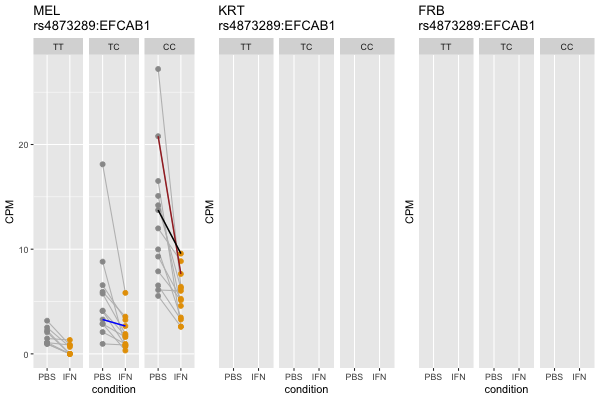 MEL
rs4873289:EFCAB1
TT TC CC
CPM
20
10
0
PBS IFN PBS IFN PBS IFN
condition
KRT
rs4873289:EFCAB1
TT TC CC
CPM
PBS IFN PBS IFN PBS IFN
condition
FRB
rs4873289:EFCAB1
TT TC CC
CPM
PBS IFN PBS IFN PBS IFN
condition